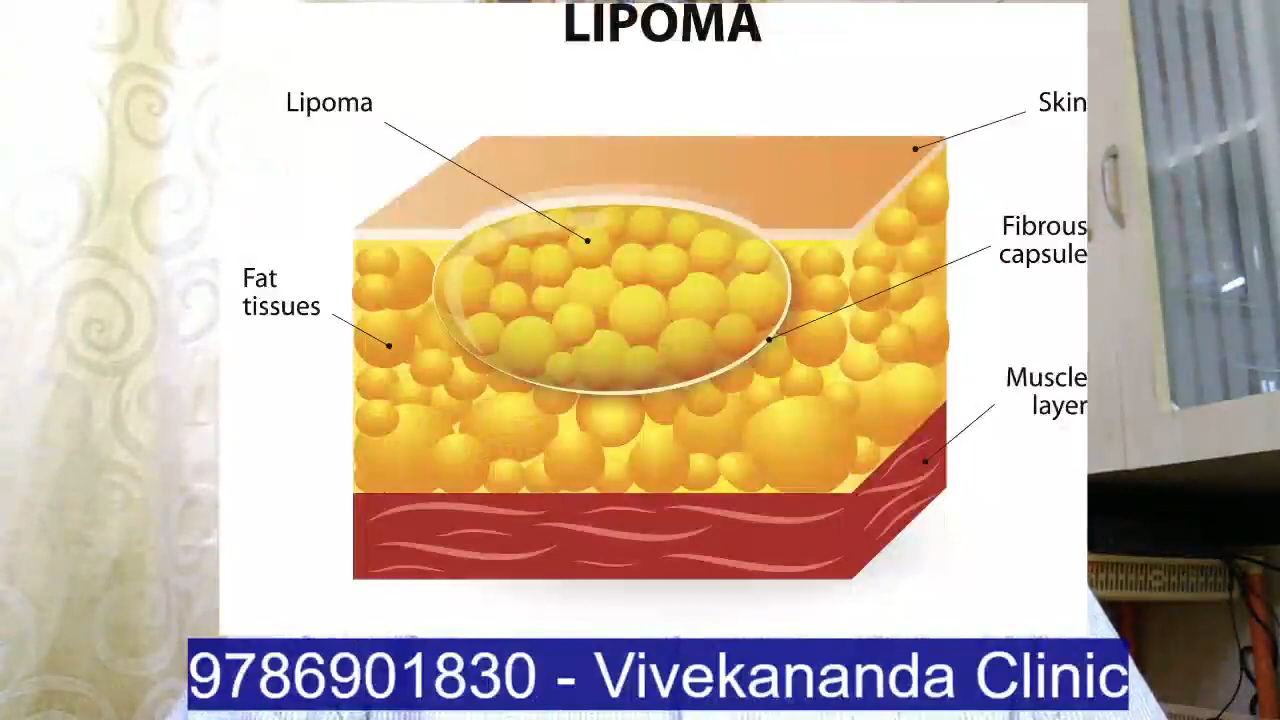 LIPOMA
Lipoma
Skin
Fibrous
capsule
Fat
tissues
Muscle
layer
9786901830 - Vivekananda Clinic